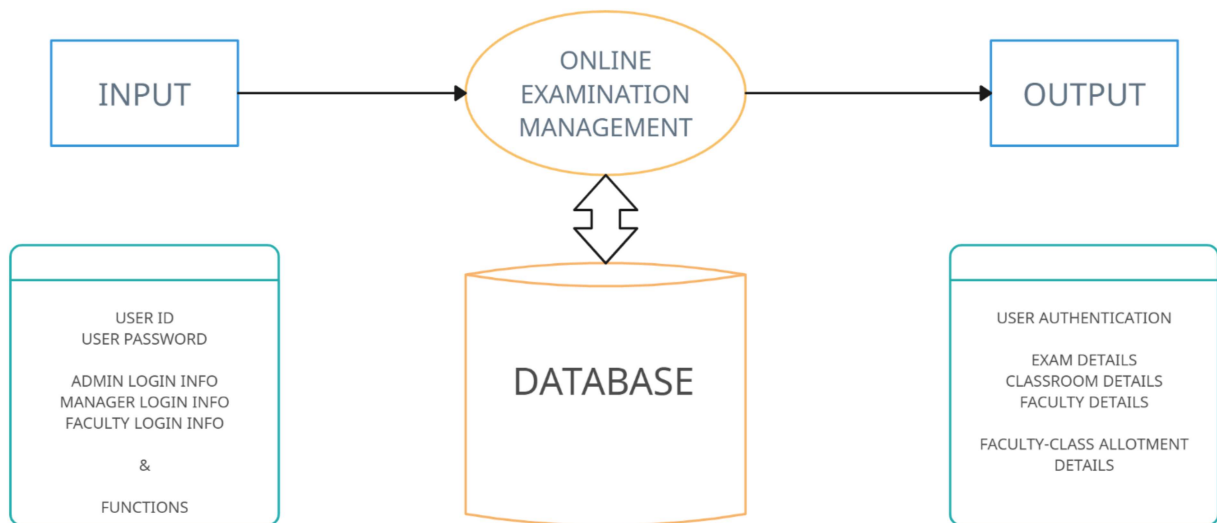 INPUT
ONLINE
EXAMINATION
MANAGEMENT
OUTPUT
USER ID
USER PASSWORD
ADMIN LOGIN INFO
MANAGER LOGIN INFO
FACULTY LOGIN INFO
&
FUNCTIONS
DATABASE
USER AUTHENTICATION
EXAM DETAILS
CLASSROOM DETAILS
FACULTY DETAILS
FACULTY-CLASS ALLOTMENT
DETAILS